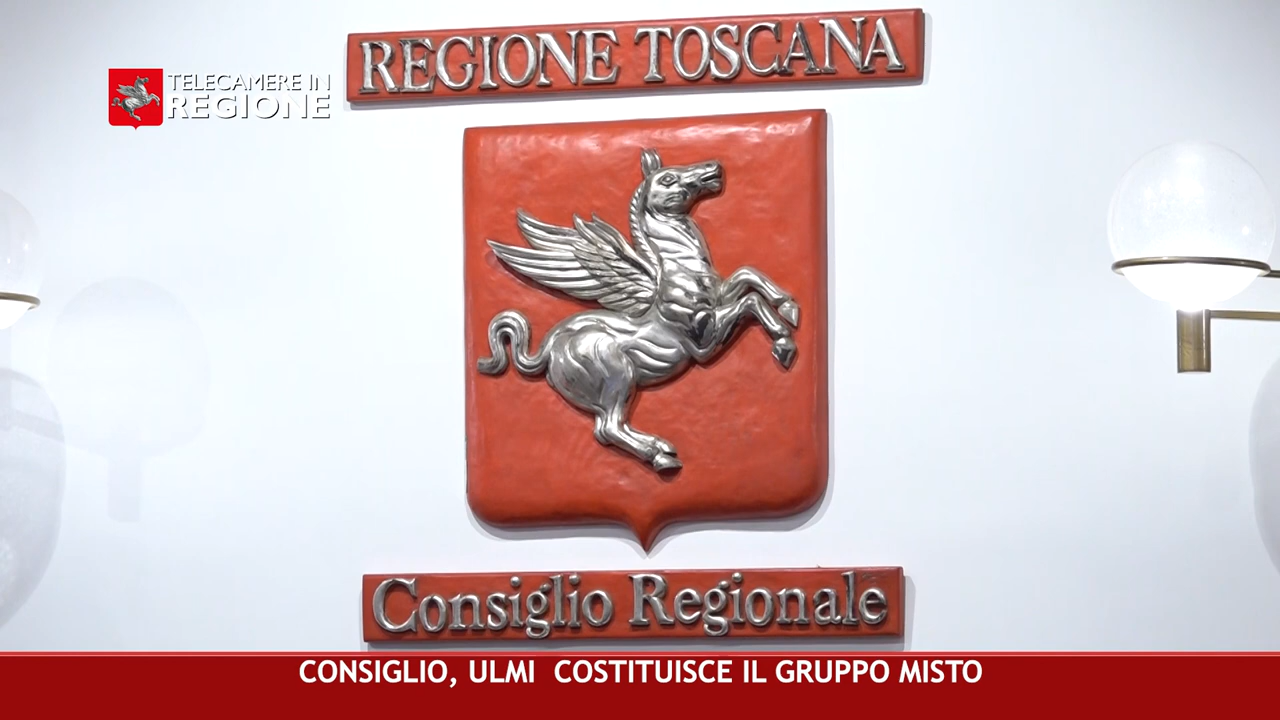 REGIONE TOSCANA
TELECAMERE IN
REGIONE
Consiglio Regionale
CONSIGLIO, ULMI COSTITUISCE IL GRUPPO MISTO